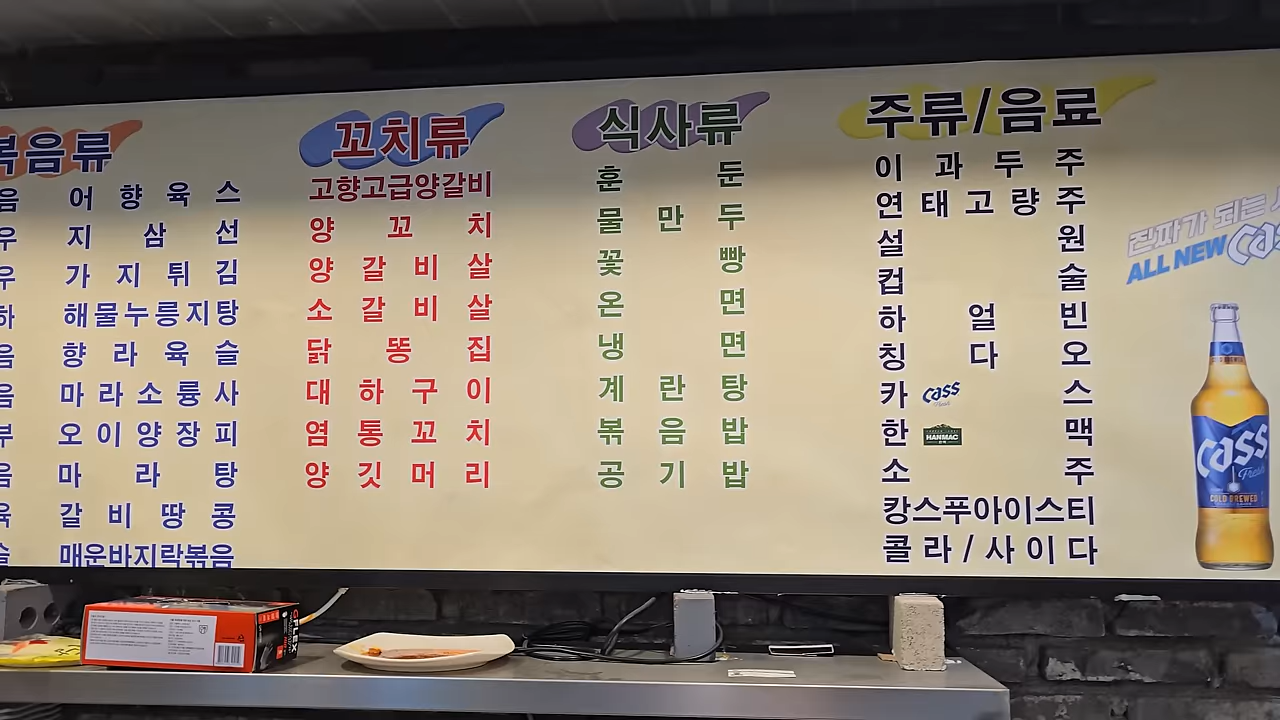 볶음류
음
우
우
하
음
음
부
음
육
슬
어향육스
지삼선
가지튀김
해물누룽지탕
향라육슬
마라소룡사
오이양장피
마라탕
갈비땅콩
매운바지락볶음
꼬치류
고향고급양갈비
양꼬치
양갈비살
소갈비살
닭똥집
대하구이
염통꼬치
양깃머리
식사류
훈둔
물만두
꽃빵
온면
냉면
계란탕
볶음밥
공기밥
주류/음료
이과두주
연태고량주
설원
컵술
하얼빈
칭다오
카 Cass 스
한 HANMAC 맥
소주
캉스푸아이스티
콜라/사이다
진짜가 되는
ALL NEW Cass
Cass
Fresh
COLD BREWED